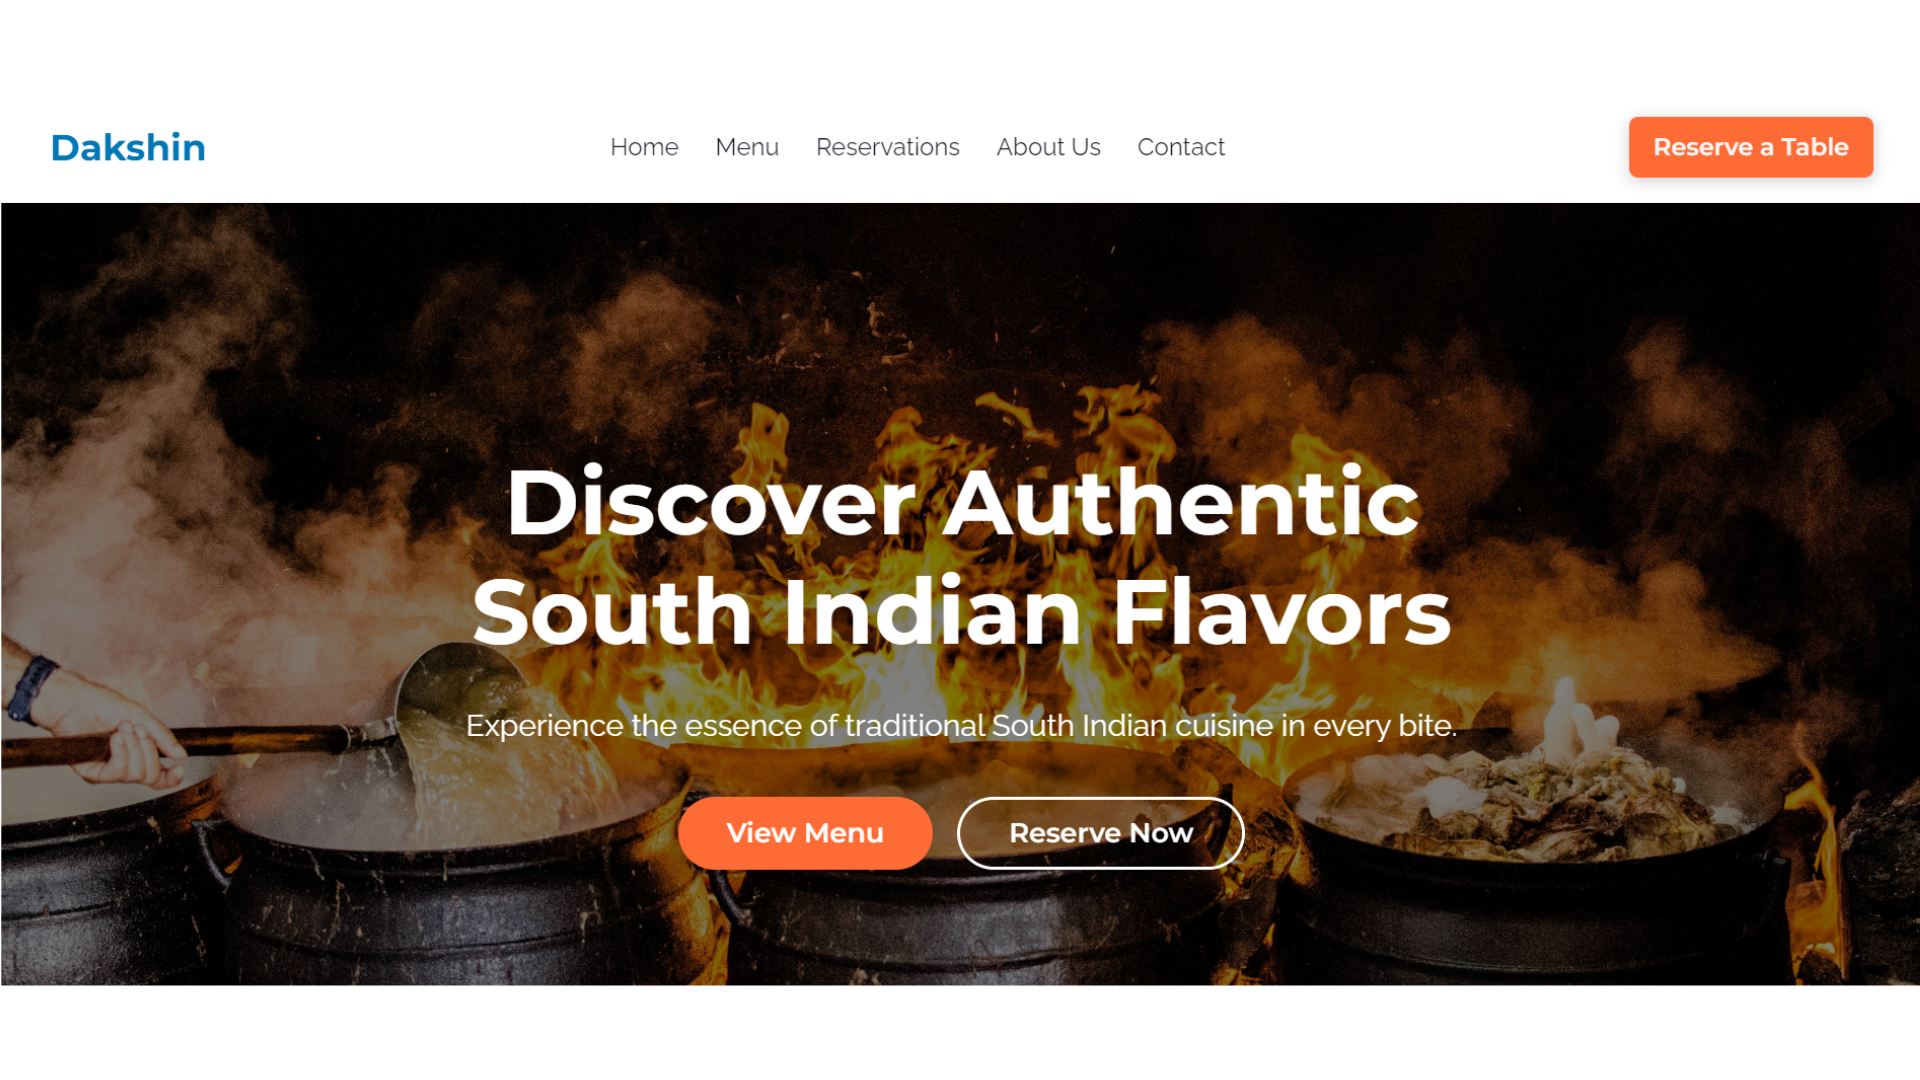 Dakshin
Home Menu Reservations About Us Contact
Reserve a Table
Discover Authentic
South Indian Flavors
Experience the essence of traditional South Indian cuisine in every bite.
View Menu
Reserve Now